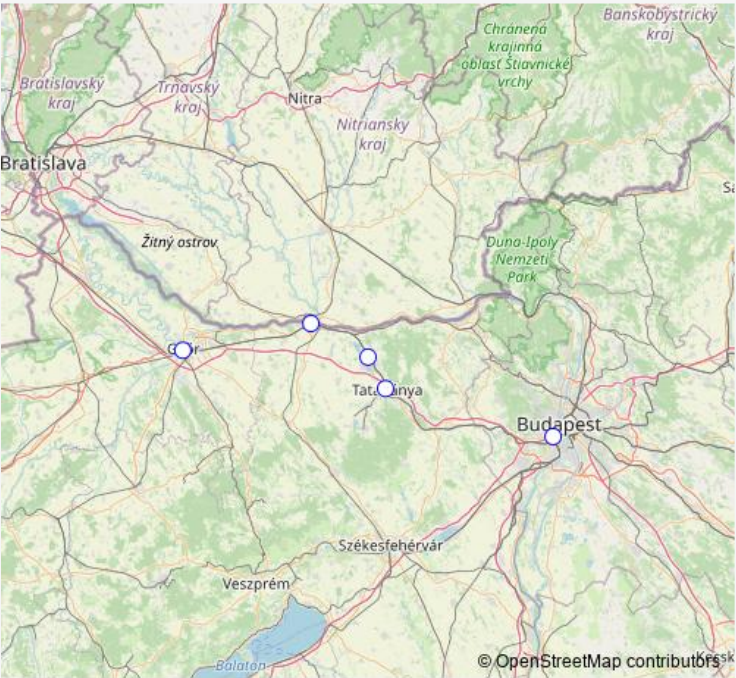 Banskobystrický
kraj
Chránená
krajinná
oblasť Štiavnické
vrchy
Bratislavský
kraj
Trnavský
kraj
Nitra
Nitriansky
kraj
Bratislava
Žitný ostrov
Duna-Ipoly
Nemzeti
Park
Budapest
Székesfehérvár
Veszprém
Balaton
© OpenStreetMap contributors